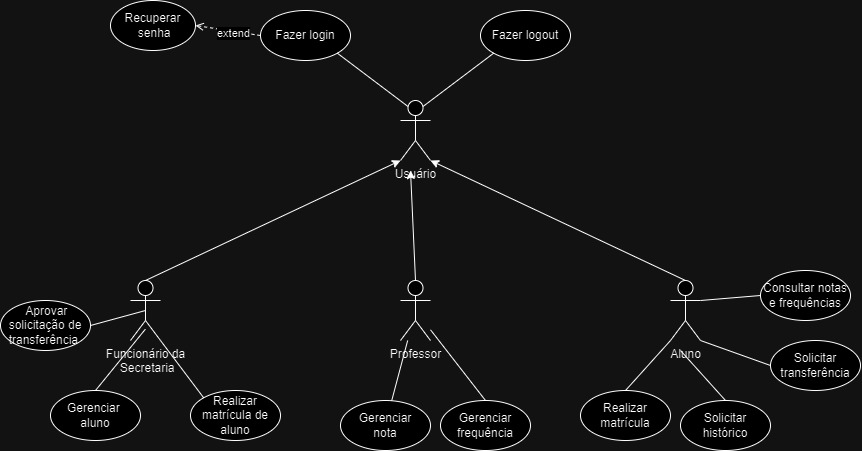 Recuperar
senha
extend
Fazer login
Fazer logout
Usuário
Aprovar
solicitação de
transferência
Funcionário da
Secretaria
Gerenciar
aluno
Realizar
matrícula de
aluno
Professor
Gerenciar
nota
Gerenciar
frequência
Aluno
Consultar notas
e frequências
Solicitar
transferência
Realizar
matrícula
Solicitar
histórico